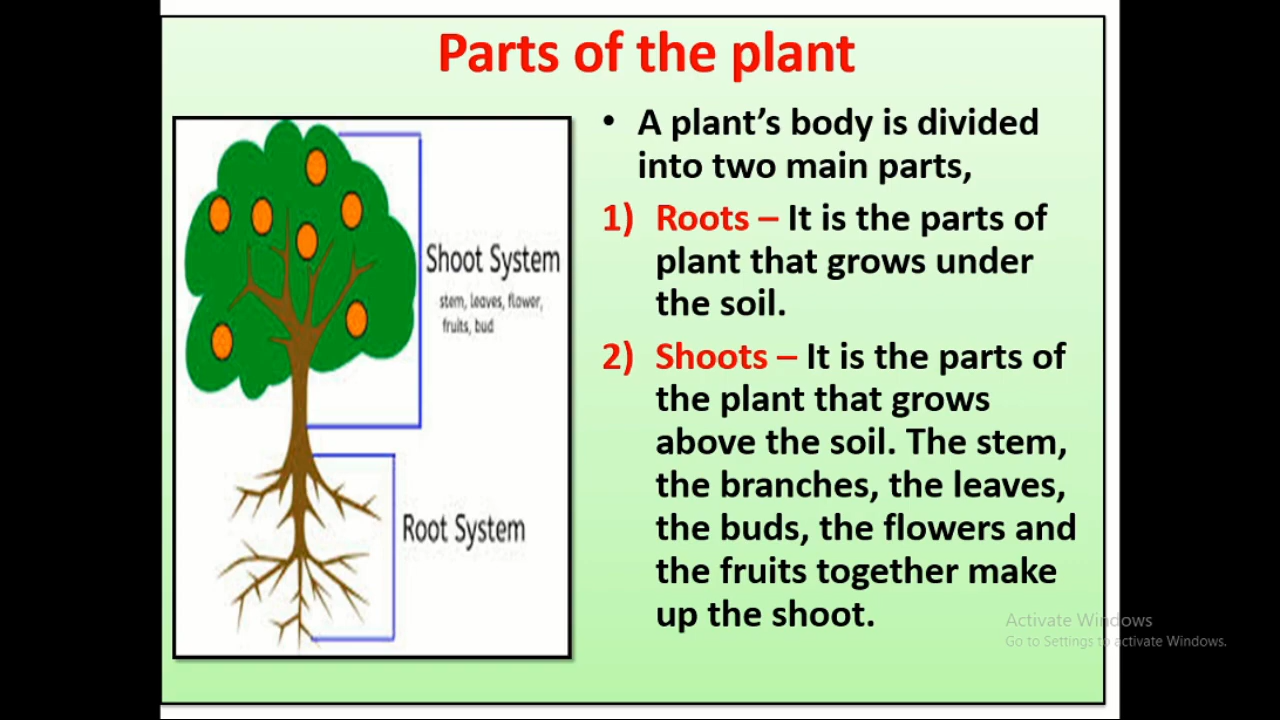 Parts of the plant
Shoot System
stem, leaves, flower,
fruits, bud
Root System
• A plant’s body is divided
into two main parts,
1) Roots – It is the parts of
plant that grows under
the soil.
2) Shoots – It is the parts of
the plant that grows
above the soil. The stem,
the branches, the leaves,
the buds, the flowers and
the fruits together make
up the shoot.
Activate Windows
Go to Settings to activate Windows.